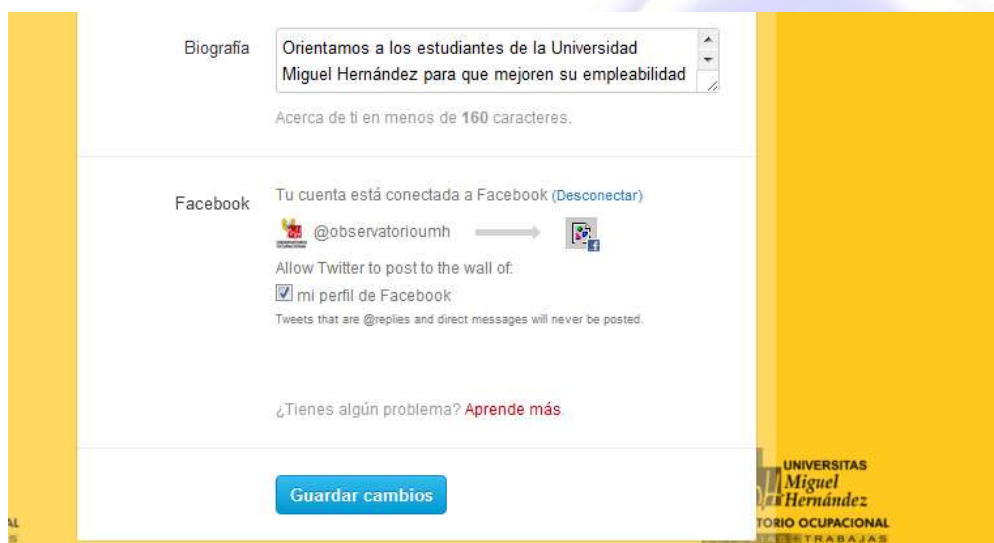 Biografía
Orientamos a los estudiantes de la Universidad
Miguel Hernández para que mejoren su empleabilidad
Acerca de ti en menos de 160 caracteres.
Facebook
Tu cuenta está conectada a Facebook (Desconectar)
@observatorioumh
Allow Twitter to post to the wall of:
mi perfil de Facebook
Tweets that are @replies and direct messages will never be posted.
¿Tienes algún problema? Aprende más.
Guardar cambios
UNIVERSITAS
Miguel
Hernández
TORIO OCUPACIONAL
TRABAJAS